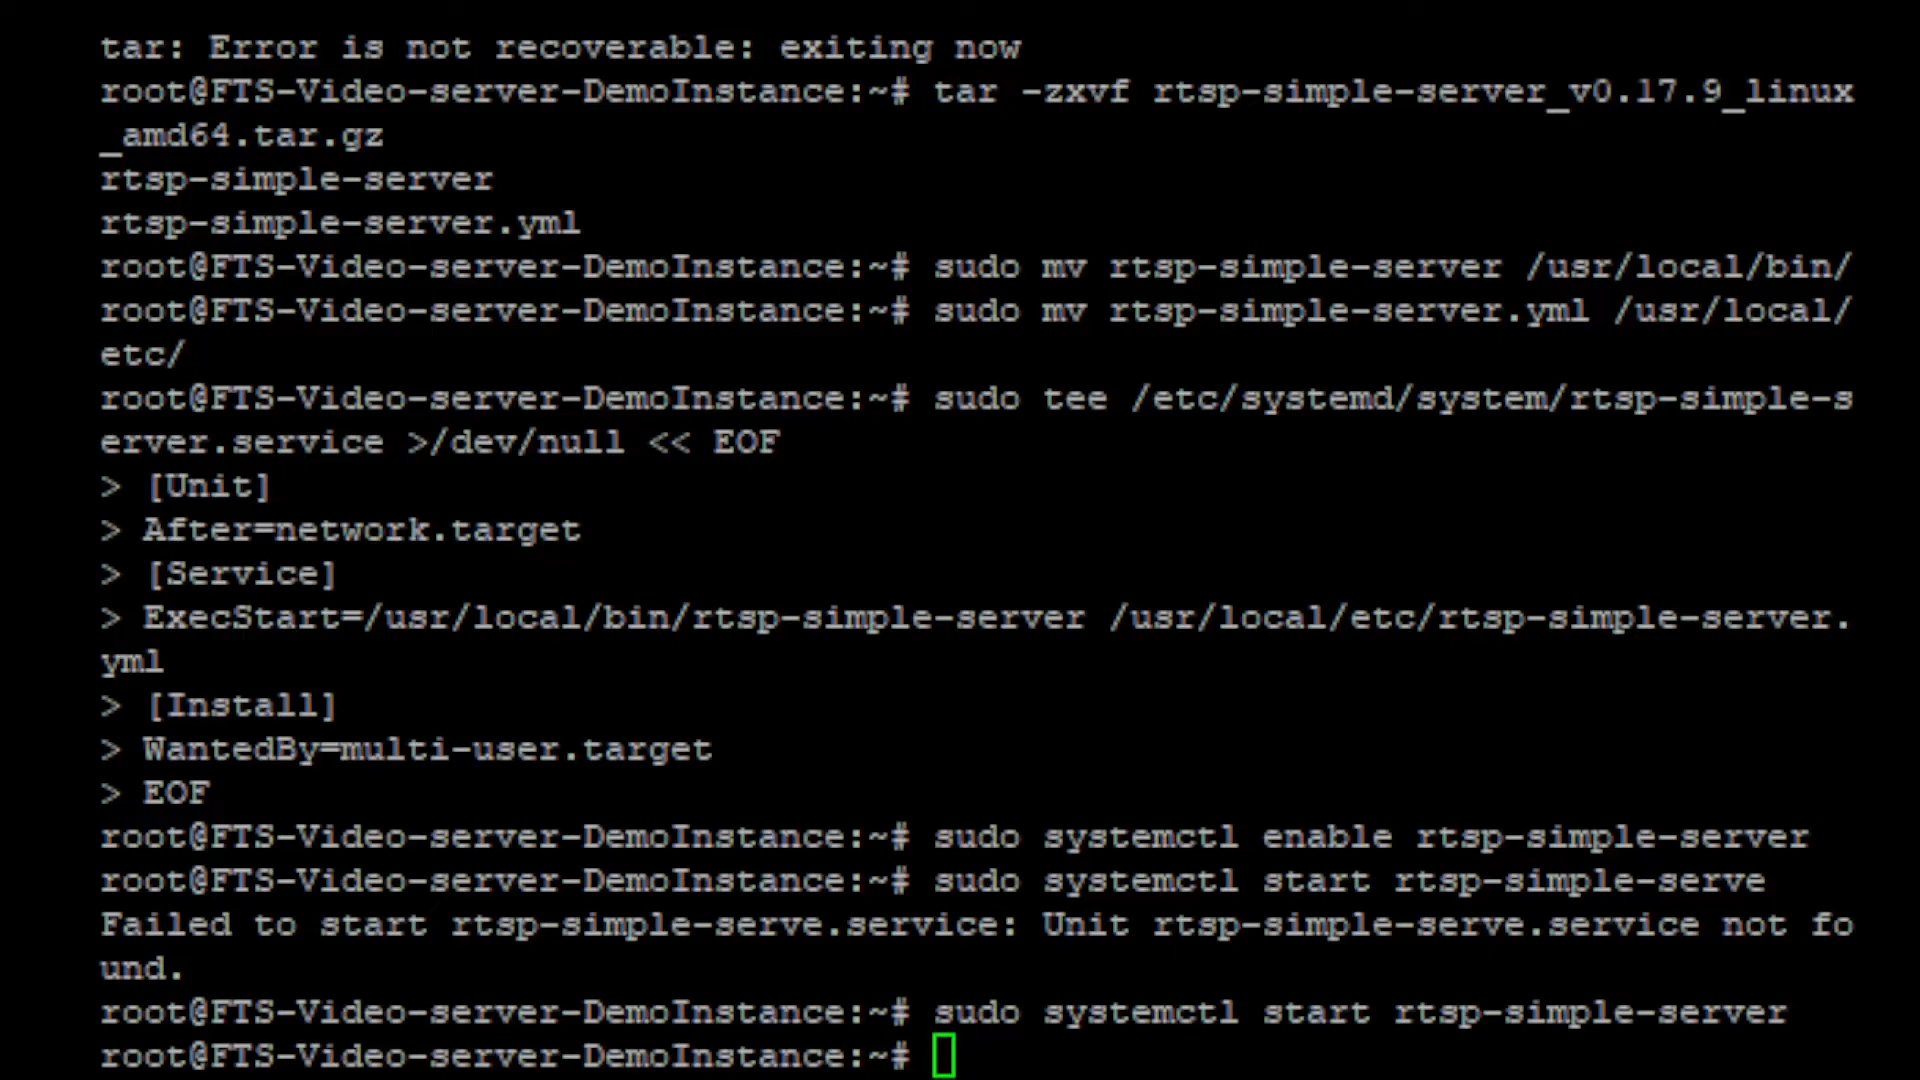 tar: Error is not recoverable: exiting now
root@FTS-Video-server-DemoInstance:~# tar -zxvf rtsp-simple-server_v0.17.9_linux
_amd64.tar.gz
rtsp-simple-server
rtsp-simple-server.yml
root@FTS-Video-server-DemoInstance:~# sudo mv rtsp-simple-server /usr/local/bin/
root@FTS-Video-server-DemoInstance:~# sudo mv rtsp-simple-server.yml /usr/local/
etc/
root@FTS-Video-server-DemoInstance:~# sudo tee /etc/systemd/system/rtsp-simple-s
erver.service >/dev/null << EOF
> [Unit]
> After=network.target
> [Service]
> ExecStart=/usr/local/bin/rtsp-simple-server /usr/local/etc/rtsp-simple-server.
yml
> [Install]
> WantedBy=multi-user.target
> EOF
root@FTS-Video-server-DemoInstance:~# sudo systemctl enable rtsp-simple-server
root@FTS-Video-server-DemoInstance:~# sudo systemctl start rtsp-simple-serve
Failed to start rtsp-simple-serve.service: Unit rtsp-simple-serve.service not fo
und.
root@FTS-Video-server-DemoInstance:~# sudo systemctl start rtsp-simple-server
root@FTS-Video-server-DemoInstance:~#